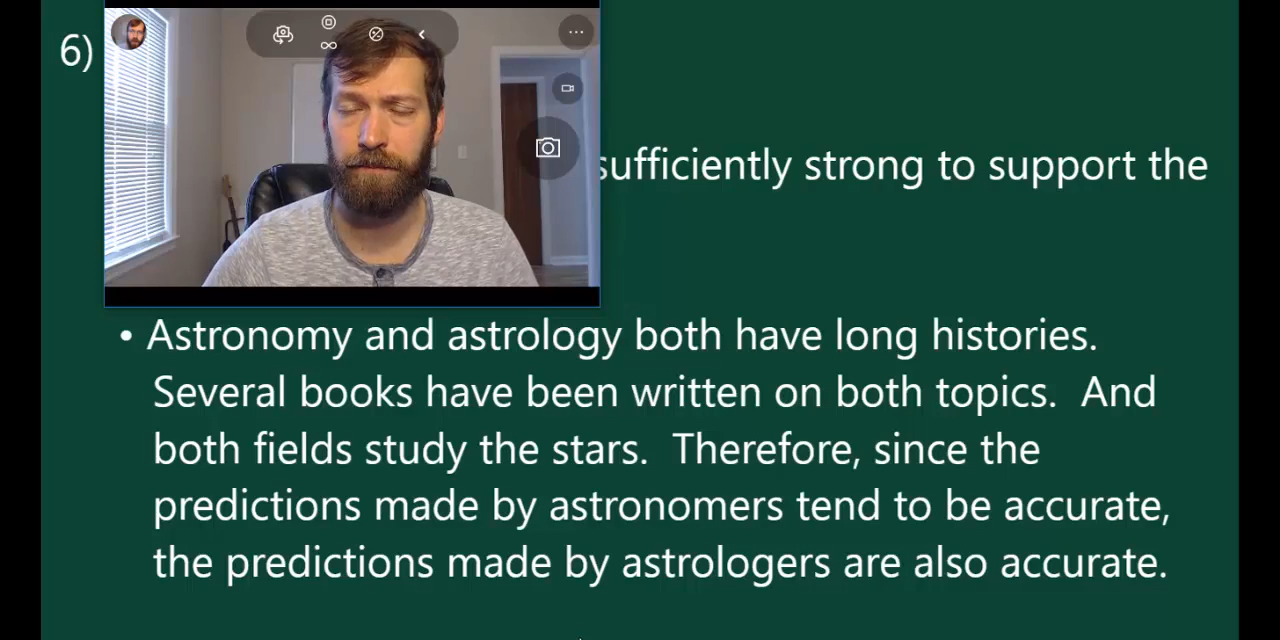 6)
sufficiently strong to support the
• Astronomy and astrology both have long histories.
Several books have been written on both topics. And
both fields study the stars. Therefore, since the
predictions made by astronomers tend to be accurate,
the predictions made by astrologers are also accurate.